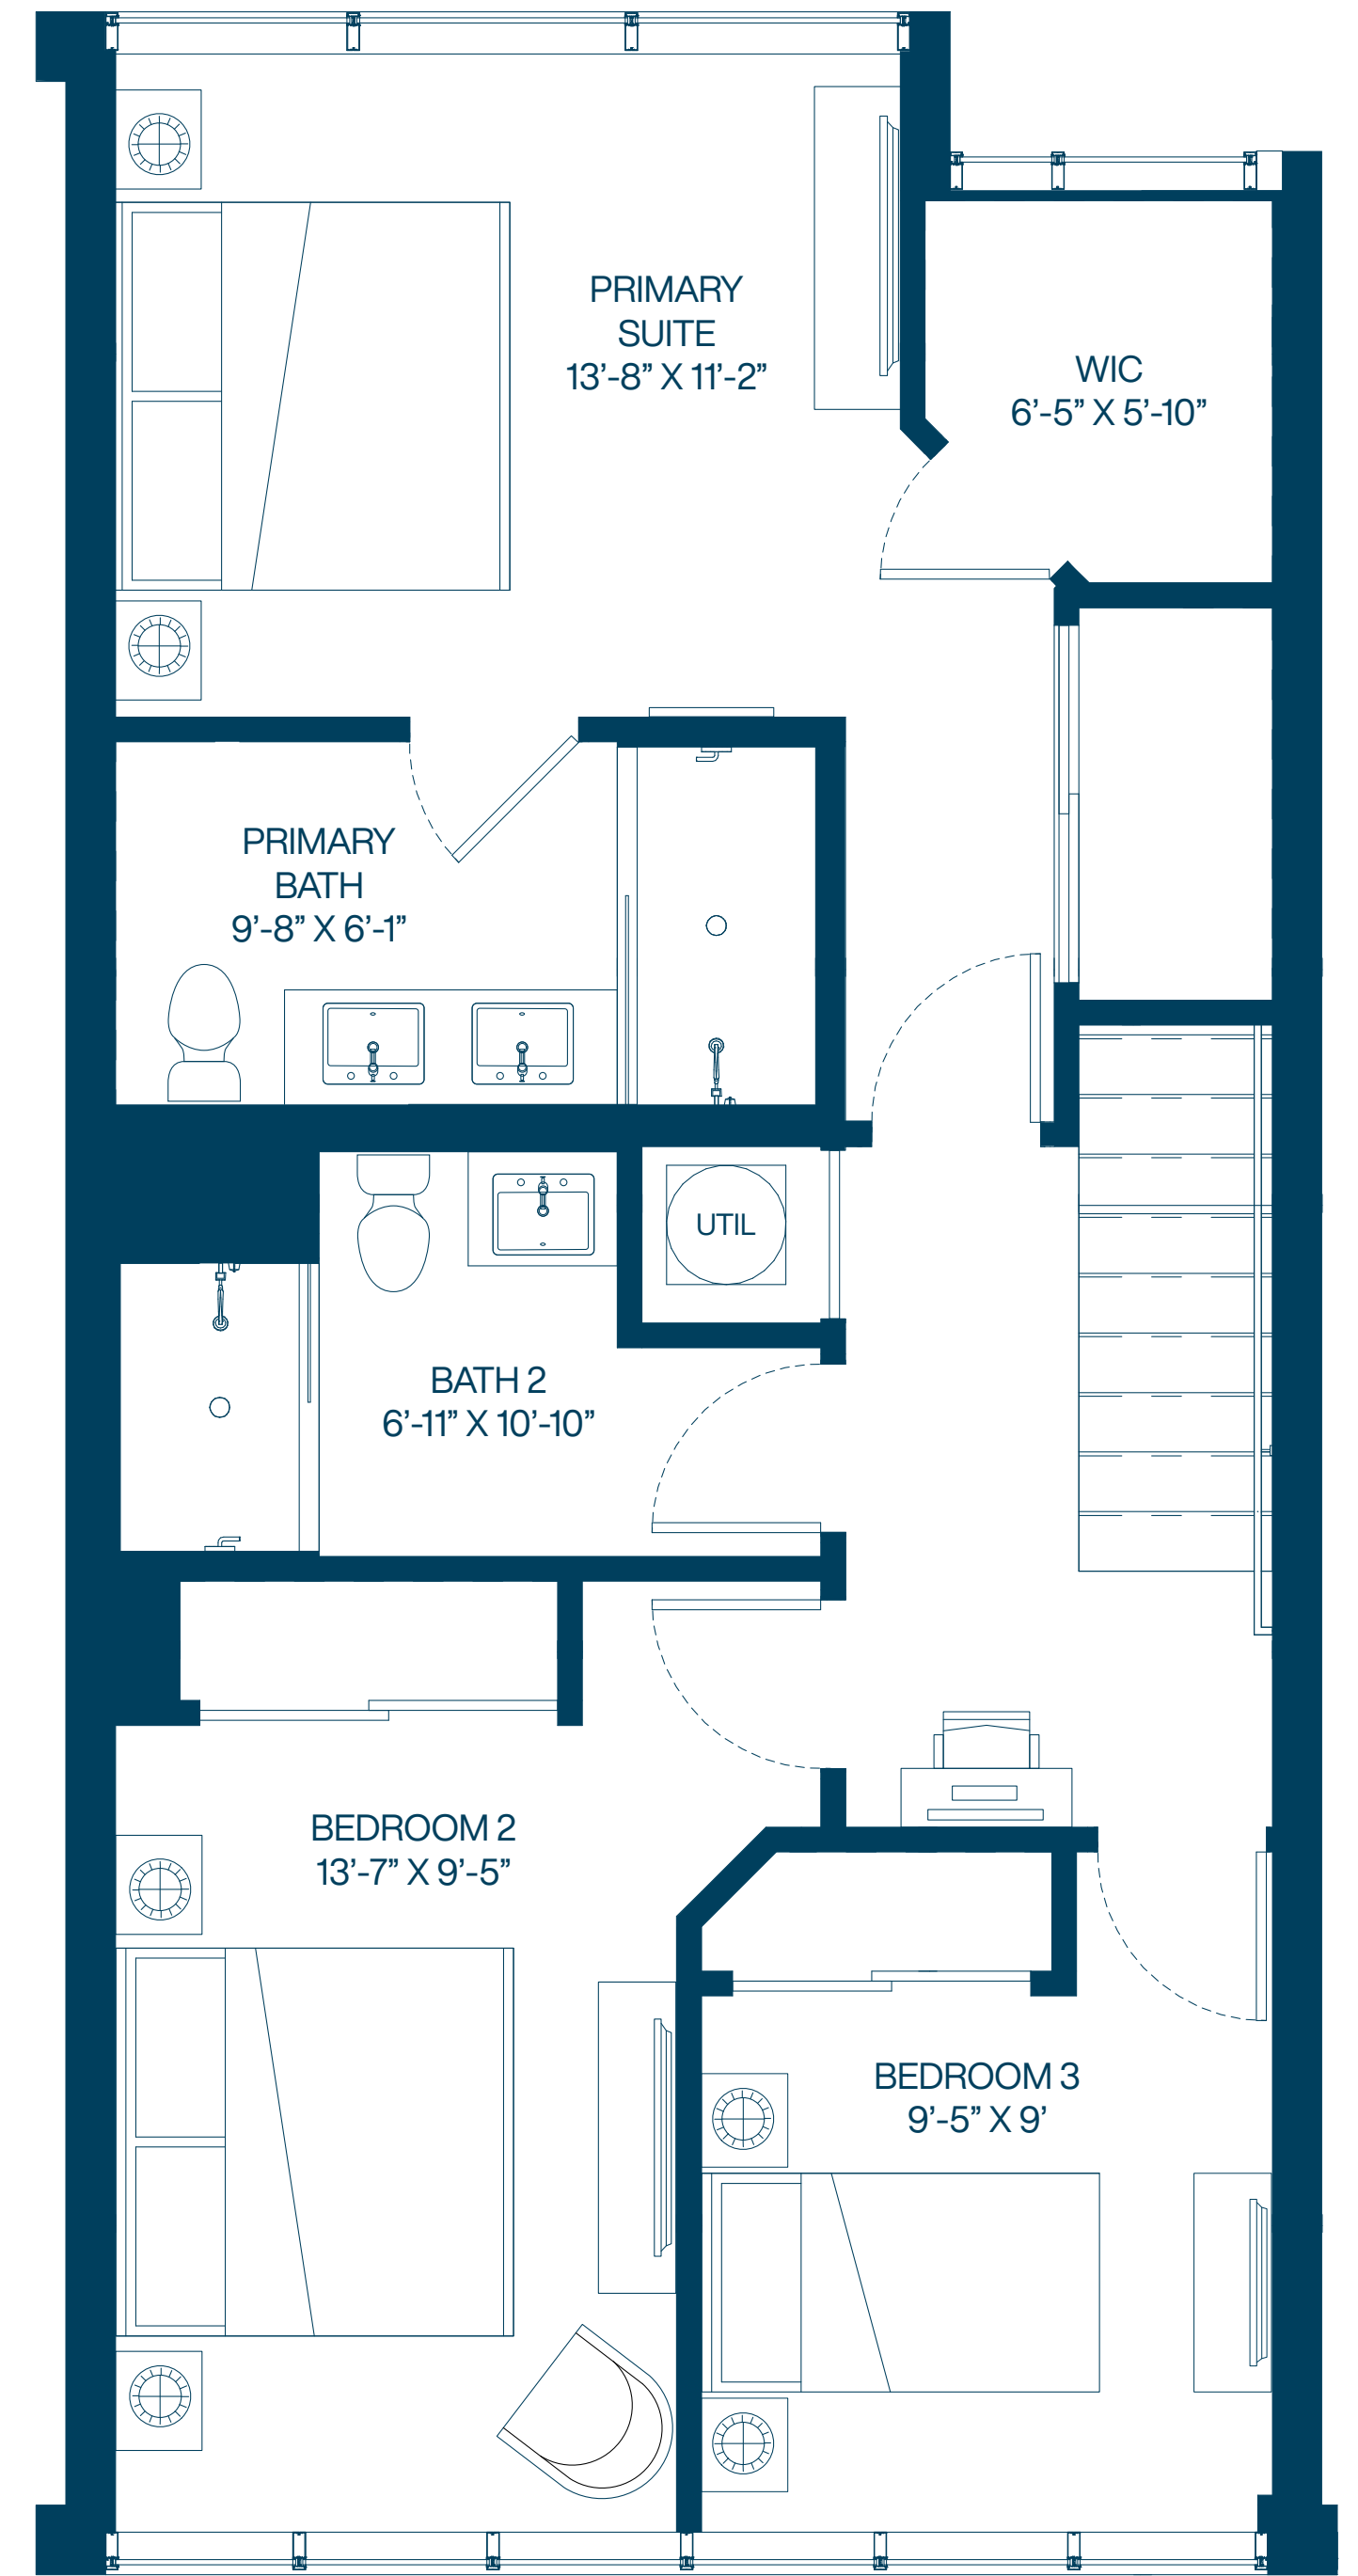 PRIMARY
SUITE
13’-8” X 11’-2”
WIC
6’-5” X 5’-10”
PRIMARY
BATH
9’-8” X 6’-1”
UTIL
BATH 2
6’-11” X 10’-10”
BEDROOM 2
13’-7” X 9’-5”
BEDROOM 3
9’-5” X 9’